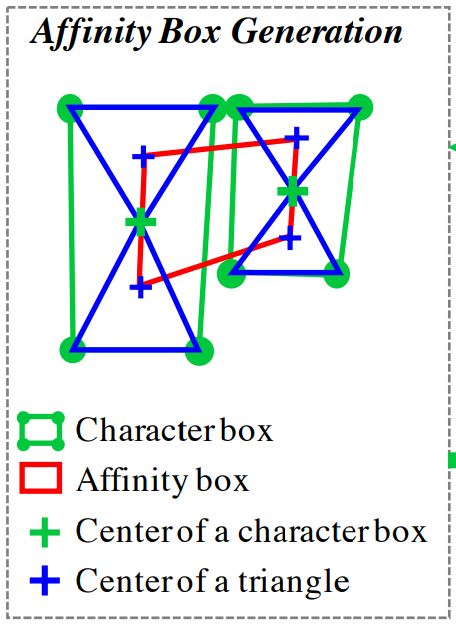 Affinity Box Generation
Character box
Affinity box
Center of a character box
Center of a triangle